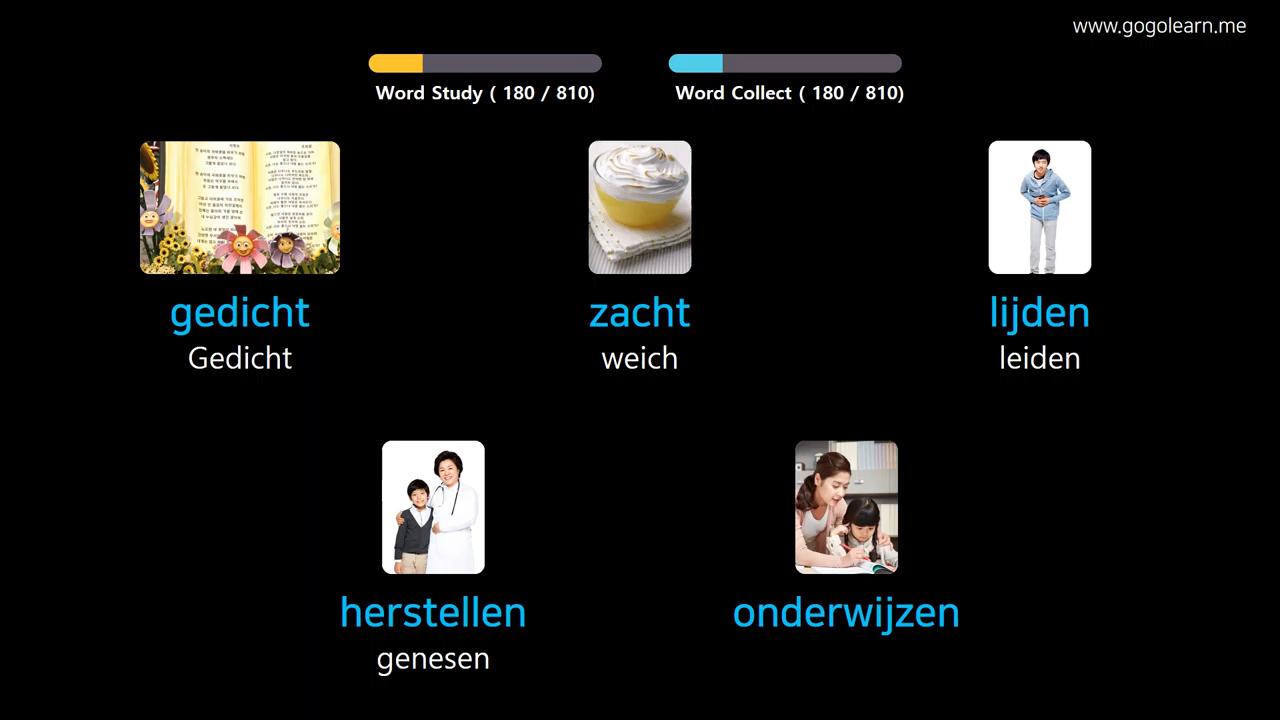 www.gogolearn.me
Word Study ( 180 / 810)
Word Collect ( 180 / 810)
gedicht
Gedicht
zacht
weich
lijden
leiden
herstellen
genesen
onderwijzen